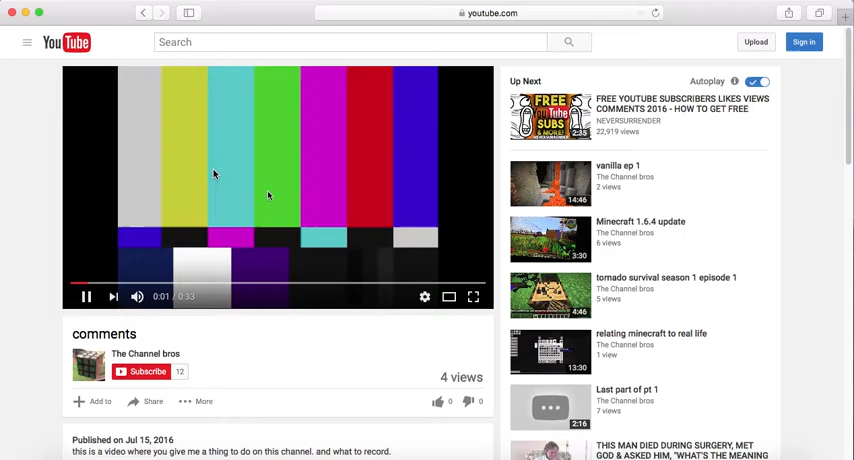 youtube.com
YouTube
Search
Upload
Sign in
0:01 / 0:33
comments
The Channel bros
Subscribe 12
4 views
Add to Share More 0 0
Published on Jul 15, 2016
this is a video where you give me a thing to do on this channel. and what to record.
Up Next
Autoplay
FREE
YouTube
SUBS
& MORE!
2:35
FREE YOUTUBE SUBSCRIBERS LIKES VIEWS
COMMENTS 2016 - HOW TO GET FREE
NEVERSURRENDER
22,919 views
14:46
vanilla ep 1
The Channel bros
2 views
3:30
Minecraft 1.6.4 update
The Channel bros
6 views
4:46
tornado survival season 1 episode 1
The Channel bros
5 views
13:30
relating minecraft to real life
The Channel bros
1 view
2:16
Last part of pt 1
The Channel bros
7 views
THIS MAN DIED DURING SURGERY, MET
GOD & ASKED HIM, "WHAT'S THE MEANING